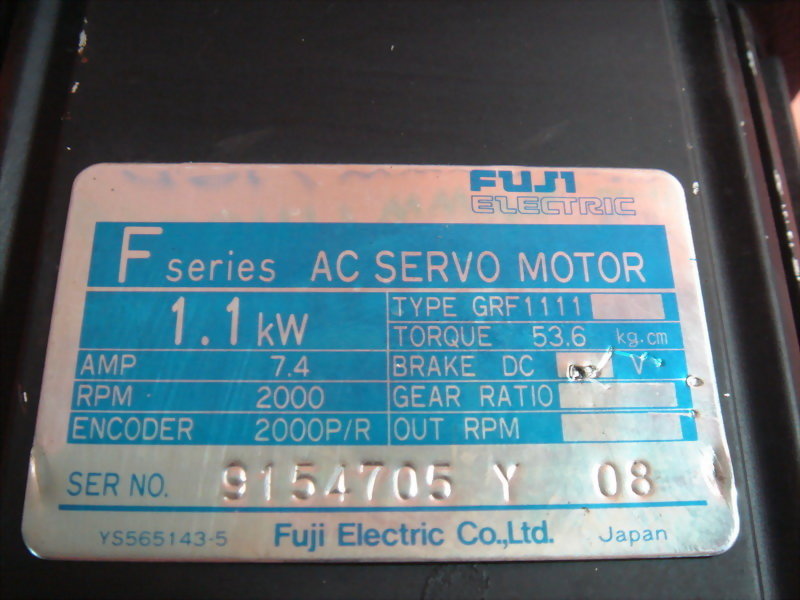 FUJI
ELECTRIC
F series AC SERVO MOTOR
1.1 kW
TYPE GRF1111
TORQUE 53.6 kg.cm
AMP 7.4
BRAKE DC V
RPM 2000
GEAR RATIO
ENCODER 2000P/R
OUT RPM
SER NO. 9154705 Y 08
YS565143-5 Fuji Electric Co.,Ltd. Japan